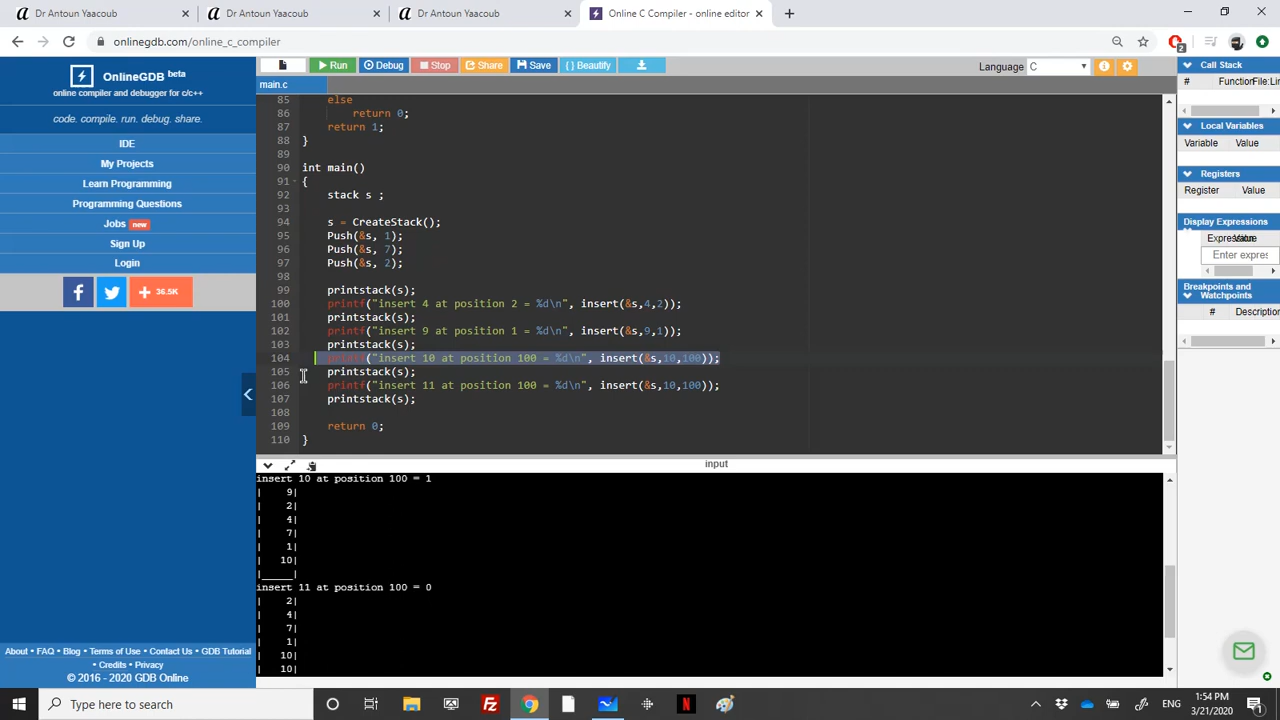 Dr Antoun Yaacoub
Dr Antoun Yaacoub
Dr Antoun Yaacoub
Online C Compiler - online editor
onlinegdb.com/online_c_compiler
2
OnlineGDB beta
online compiler and debugger for c/c++
code. compile. run. debug. share.
IDE
My Projects
Learn Programming
Programming Questions
Jobs new
Sign Up
Login
36.5K
About • FAQ • Blog • Terms of Use • Contact Us • GDB Tutorial
• Credits • Privacy
© 2016 - 2020 GDB Online
Run
Debug
Stop
Share
Save
{ } Beautify
Language C
main.c
85 else
86 return 0;
87 return 1;
88 }
89
90 int main()
91 {
92 stack s ;
93
94 s = CreateStack();
95 Push(&s, 1);
96 Push(&s, 7);
97 Push(&s, 2);
98
99 printstack(s);
100 printf("insert 4 at position 2 = %d\n", insert(&s,4,2));
101 printstack(s);
102 printf("insert 9 at position 1 = %d\n", insert(&s,9,1));
103 printstack(s);
104 printf("insert 10 at position 100 = %d\n", insert(&s,10,100));
105 printstack(s);
106 printf("insert 11 at position 100 = %d\n", insert(&s,10,100));
107 printstack(s);
108
109 return 0;
110 }
input
insert 10 at position 100 = 1
| 9|
| 2|
| 4|
| 7|
| 1|
| 10|
|_____|
insert 11 at position 100 = 0
| 2|
| 4|
| 7|
| 1|
| 10|
| 10|
Call Stack
# Function File:Lin
Local Variables
Variable Value
Registers
Register Value
Display Expressions
Expression Value
Enter expres
Breakpoints and
Watchpoints
# Description
Type here to search
ENG
1:54 PM
3/21/2020
1